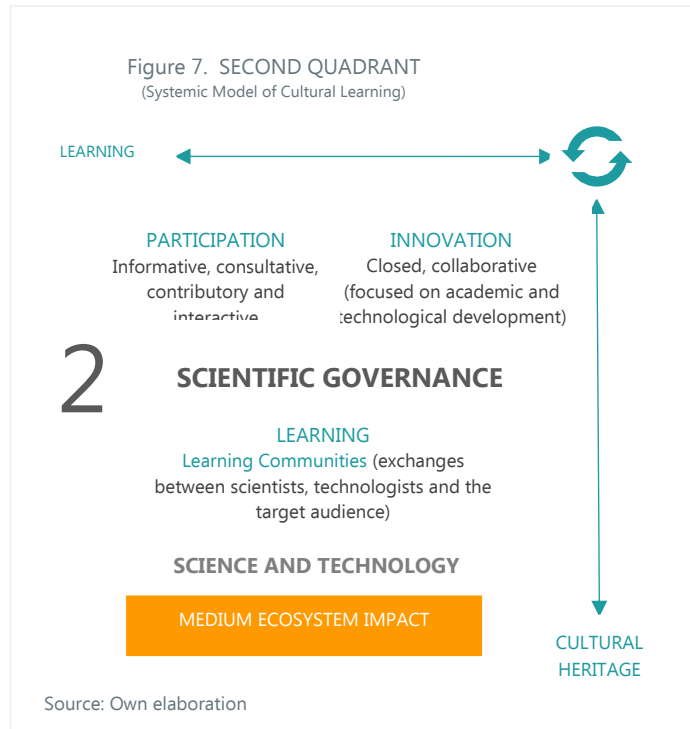 Figure 7. SECOND QUADRANT
(Systemic Model of Cultural Learning)
LEARNING
PARTICIPATION
Informative, consultative,
contributory and
interactive
INNOVATION
Closed, collaborative
(focused on academic and
technological development)
2
SCIENTIFIC GOVERNANCE
LEARNING
Learning Communities (exchanges
between scientists, technologists and the
target audience)
SCIENCE AND TECHNOLOGY
MEDIUM ECOSYSTEM IMPACT
CULTURAL
HERITAGE
Source: Own elaboration